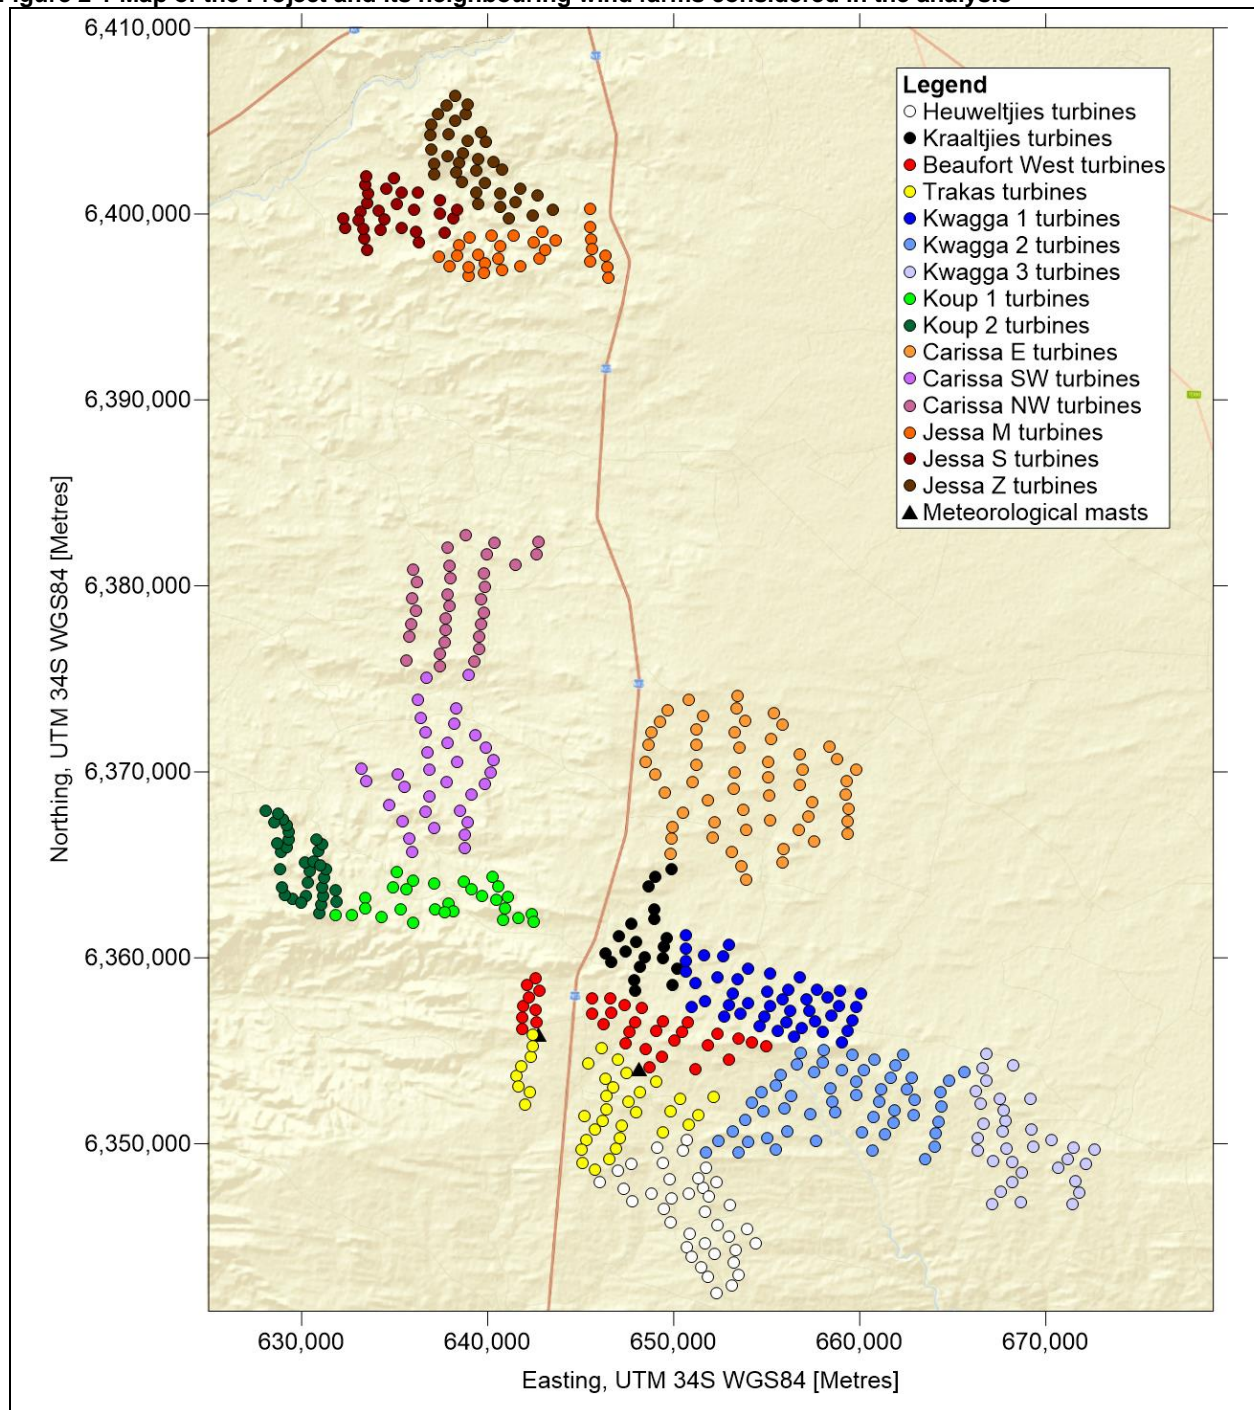 6,410,000
Legend
Heuweltjies turbines
Kraaltjies turbines
Beaufort West turbines
Trakas turbines
Kwagga 1 turbines
Kwagga 2 turbines
Kwagga 3 turbines
Koup 1 turbines
Koup 2 turbines
Carissa E turbines
Carissa SW turbines
Carissa NW turbines
Jessa M turbines
Jessa S turbines
Jessa Z turbines
Meteorological masts
6,400,000
6,390,000
6,380,000
6,370,000
6,360,000
6,350,000
Northing, UTM 34S WGS84 [Metres]
630,000 640,000 650,000 660,000 670,000
Easting, UTM 34S WGS84 [Metres]